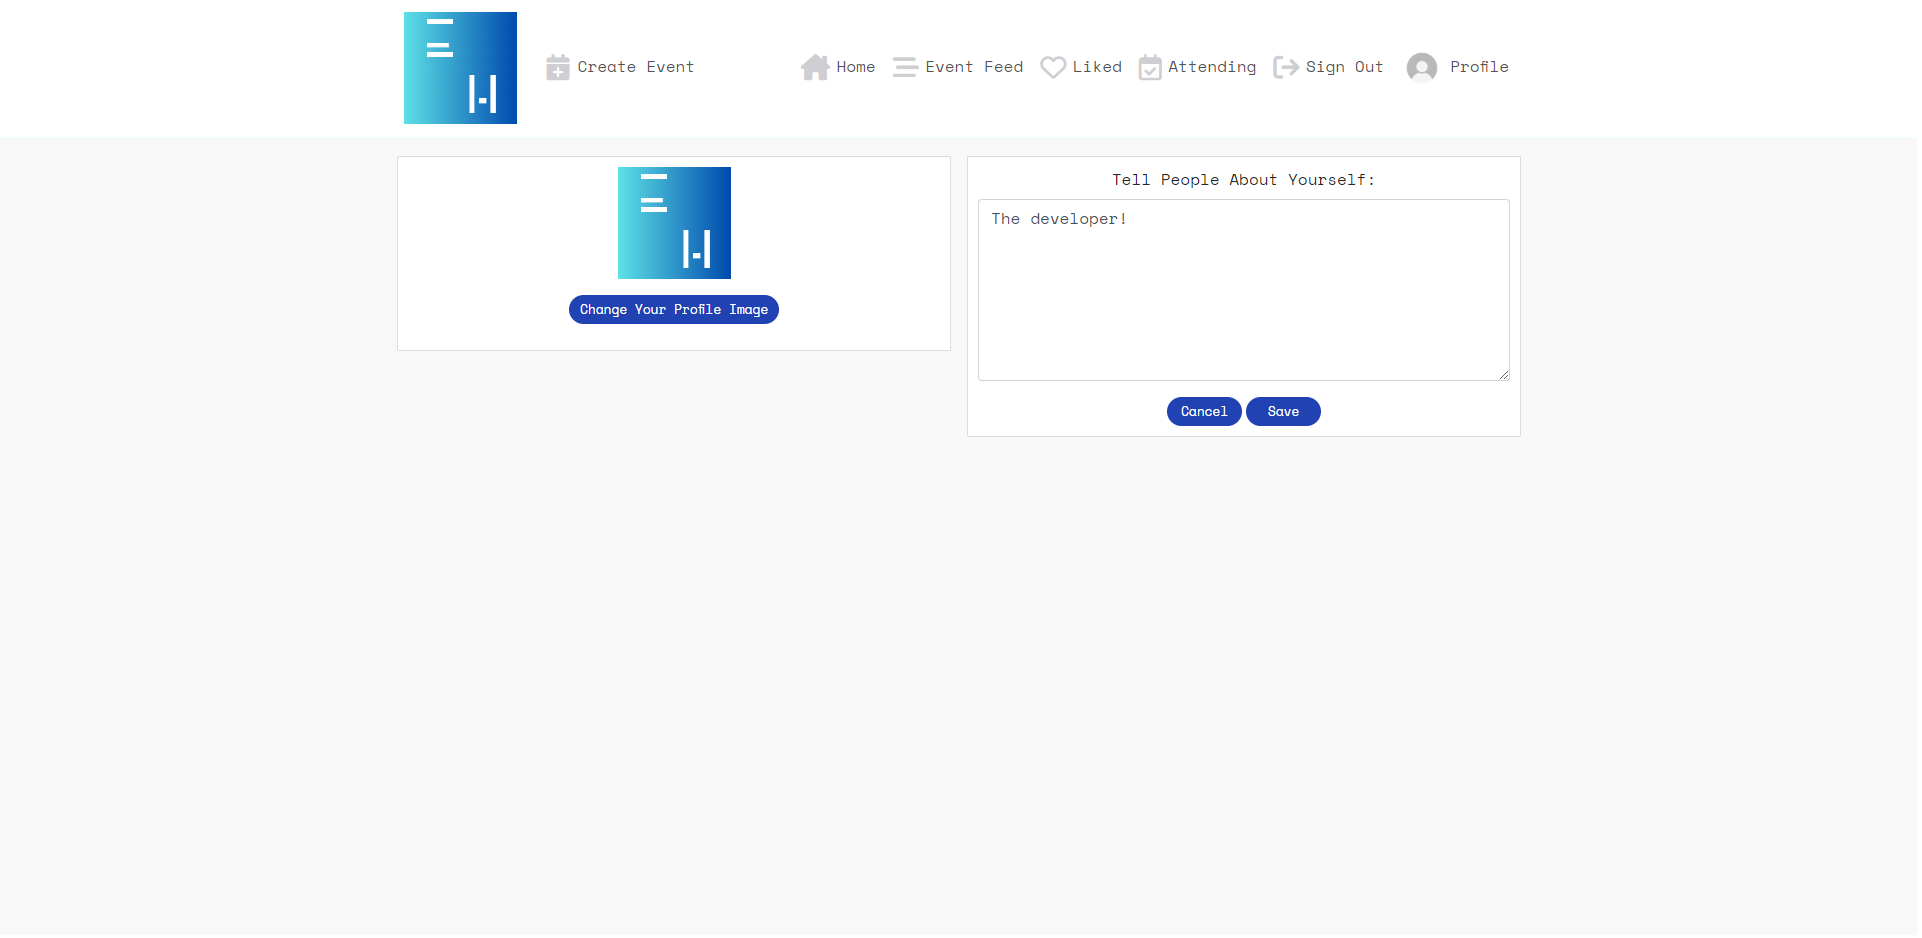 Create Event
Home
Event Feed
Liked
Attending
Sign Out
Profile
Change Your Profile Image
Tell People About Yourself:
The developer!
Cancel
Save